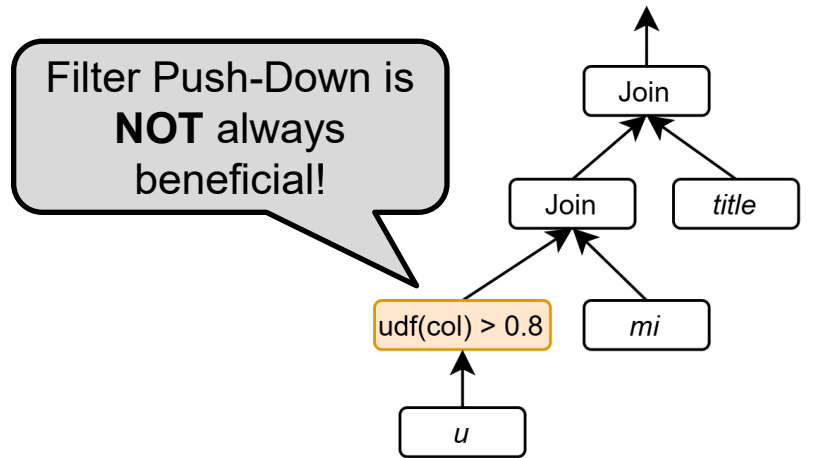 Filter Push-Down is
NOT always
beneficial!
Join
Join
title
udf(col) > 0.8
mi
u